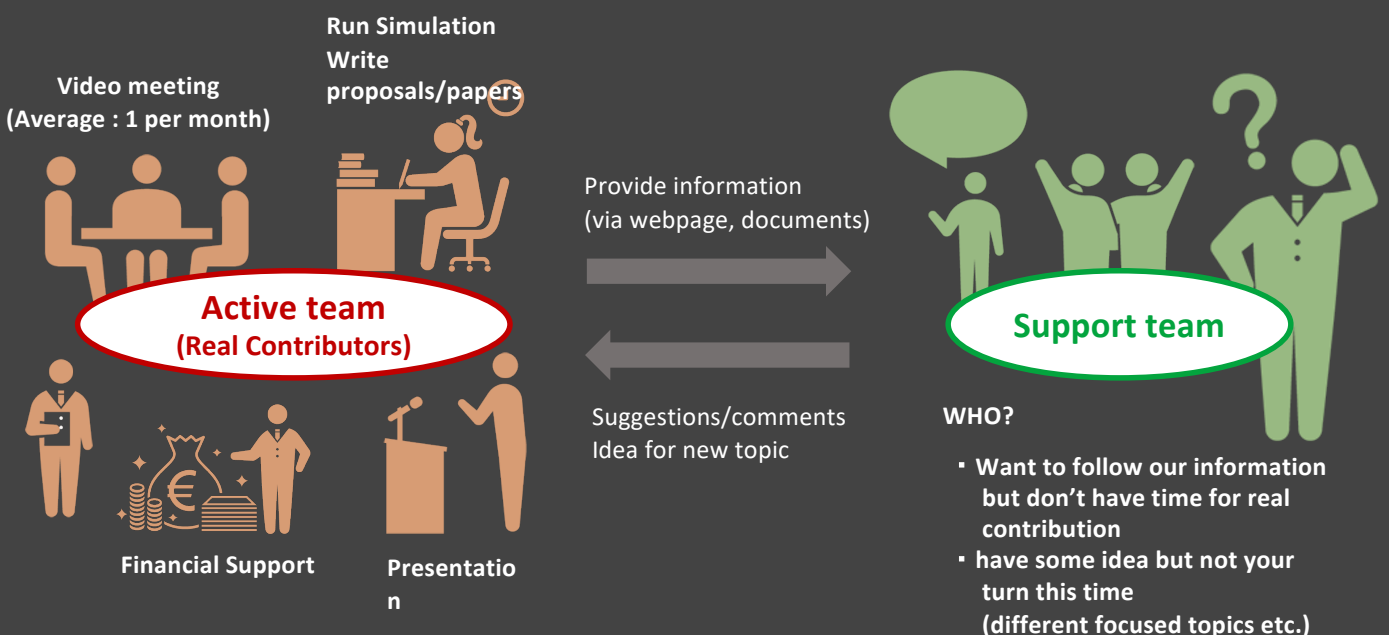 Run Simulation
Write
proposals/papers
Video meeting
(Average : 1 per month)
Active team
(Real Contributors)
€
Financial Support
Presentatio
n
Provide information
(via webpage, documents)
Suggestions/comments
Idea for new topic
?
Support team
WHO?
▪ Want to follow our information
but don’t have time for real
contribution
▪ have some idea but not your
turn this time
(different focused topics etc.)